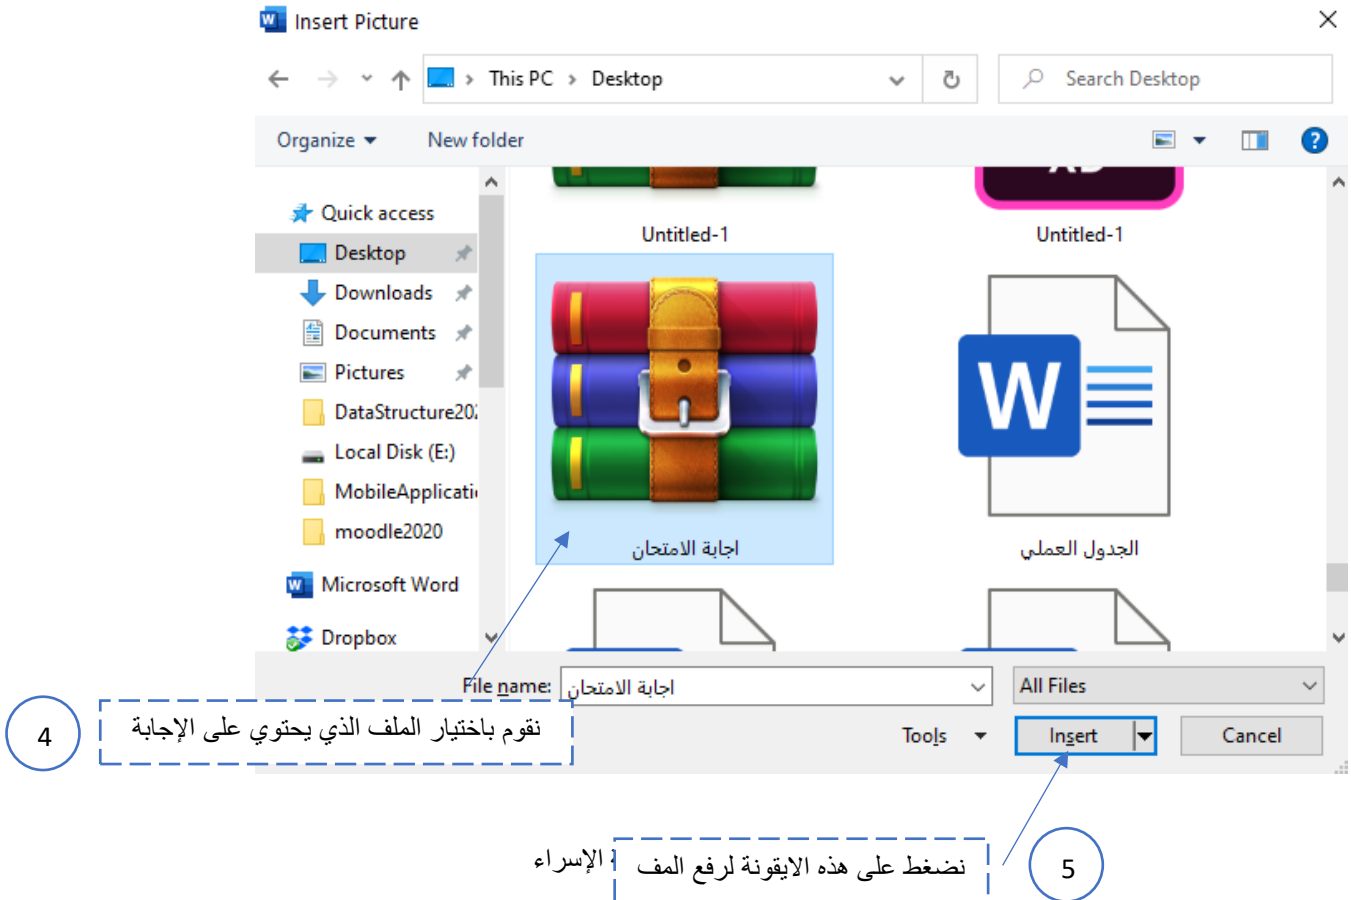 Insert Picture
This PC > Desktop
Search Desktop
Organize
New folder
Quick access
Desktop
Downloads
Documents
Pictures
DataStructure202
Local Disk (E:)
MobileApplicati
moodle2020
Microsoft Word
Dropbox
Untitled-1
Untitled-1
W
اجابة الامتحان
الجدول العملي
File name: اجابة الامتحان
All Files
Tools
Insert
Cancel
4
نقوم باختيار الملف الذي يحتوي على الإجابة
الإسراء
نضغط على هذه الايقونة لرفع المف
5